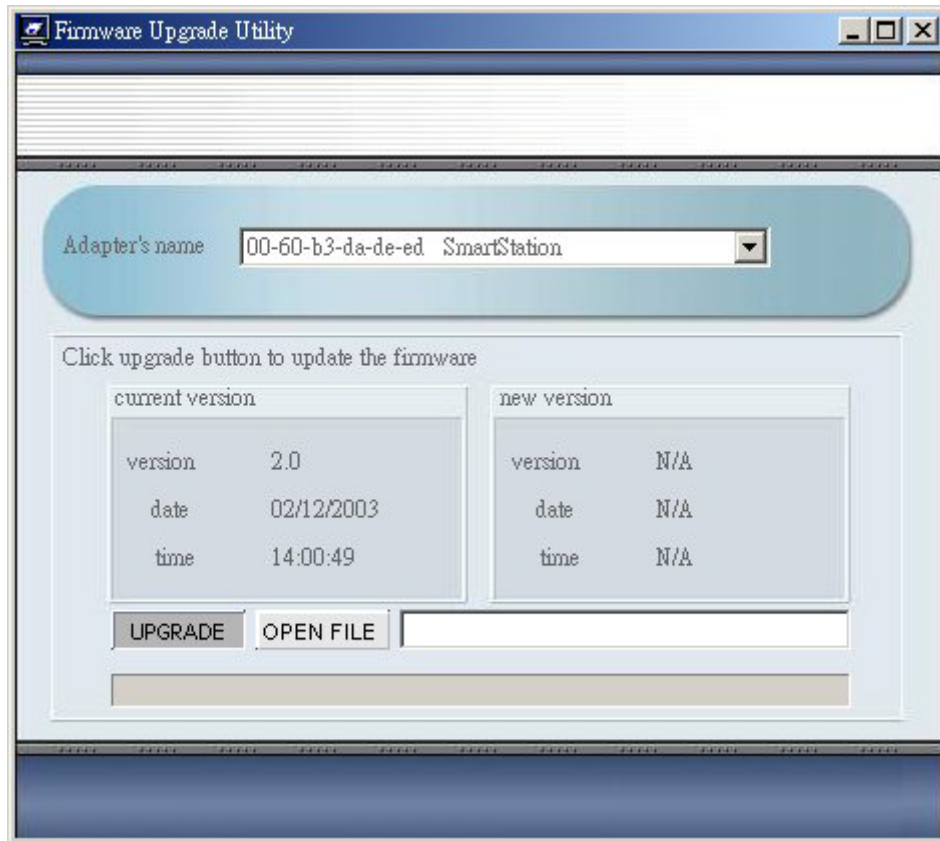 Firmware Upgrade Utility
Adapter's name 00-60-b3-da-de-ed SmartStation
Click upgrade button to update the firmware
current version
version 2.0
date 02/12/2003
time 14:00:49
new version
version N/A
date N/A
time N/A
UPGRADE OPEN FILE